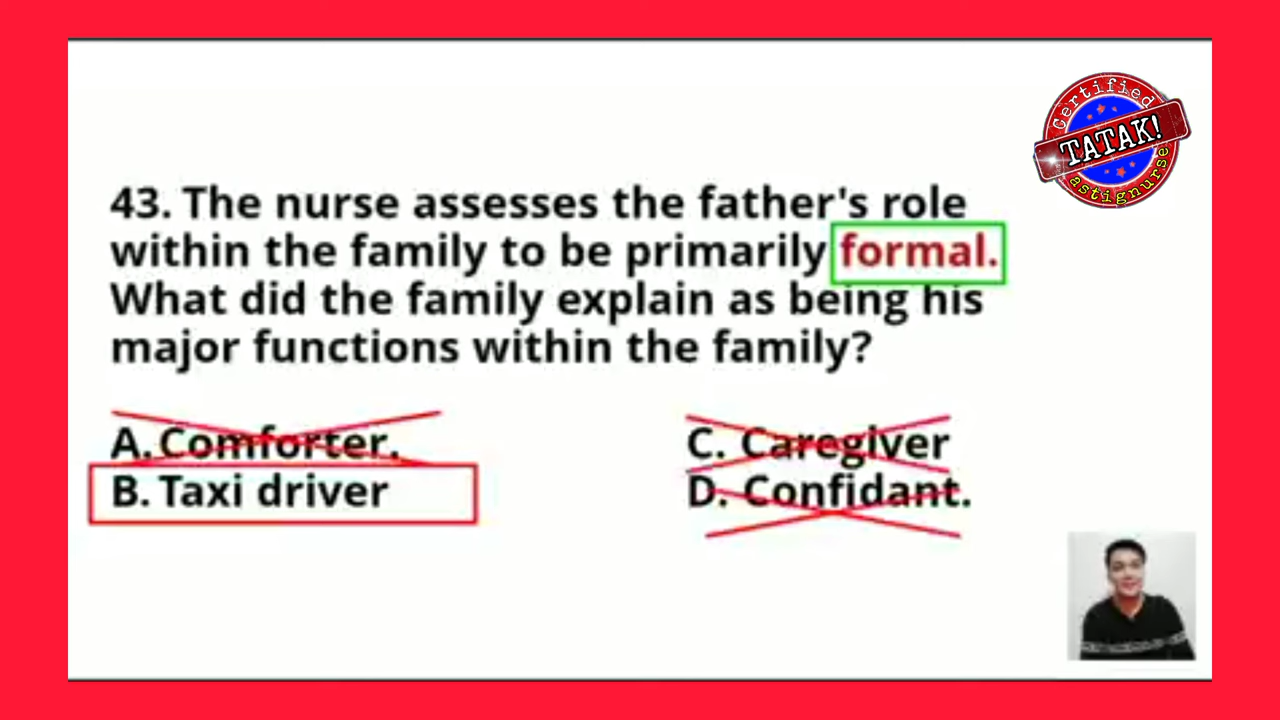 Certified
TATAK!
astignurse
43. The nurse assesses the father's role
within the family to be primarily formal.
What did the family explain as being his
major functions within the family?
A. Comforter.
C. Caregiver
B. Taxi driver
D. Confidant.